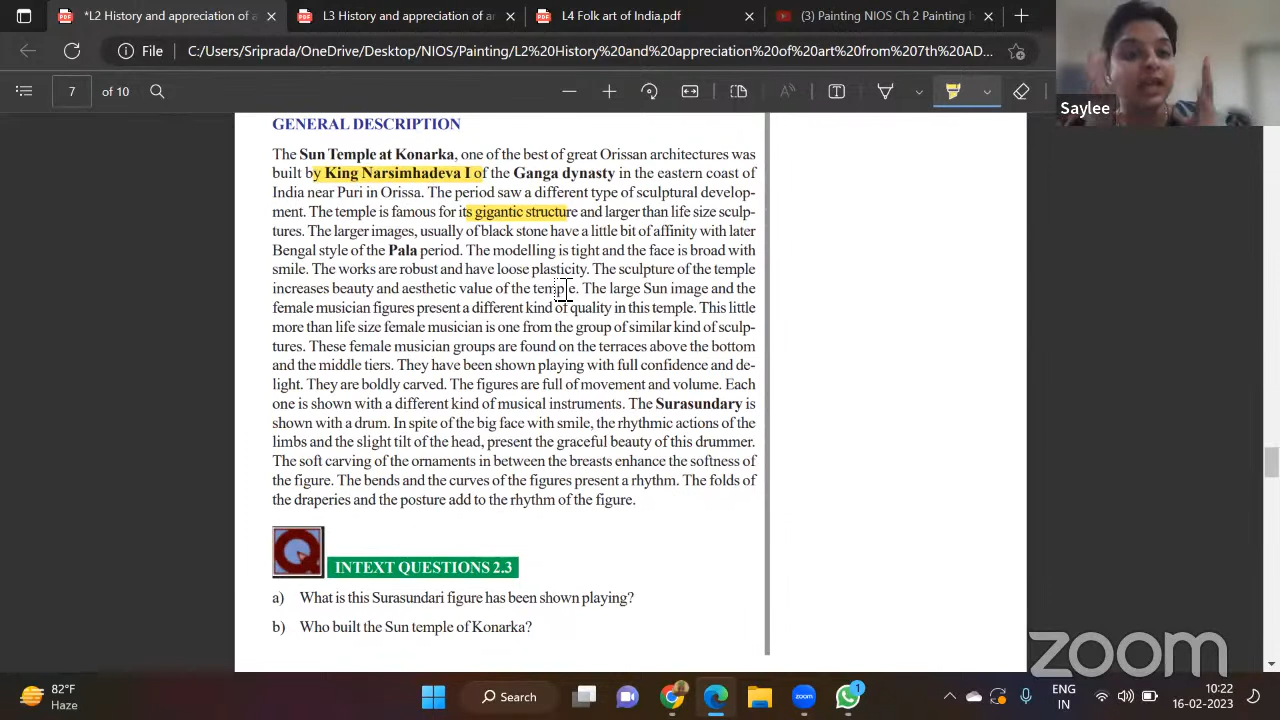 *L2 History and appreciation of a
L3 History and appreciation of a
L4 Folk art of India.pdf
(3) Painting NIOS Ch 2 Painting I
File
C:/Users/Sriprada/OneDrive/Desktop/NIOS/Painting/L2%20History%20and%20appreciation%20of%20art%20from%207th%20AD...
7 of 10
Saylee
GENERAL DESCRIPTION
The Sun Temple at Konarka, one of the best of great Orissan architectures was
built by King Narsimhadeva I of the Ganga dynasty in the eastern coast of
India near Puri in Orissa. The period saw a different type of sculptural develop-
ment. The temple is famous for its gigantic structure and larger than life size sculp-
tures. The larger images, usually of black stone have a little bit of affinity with later
Bengal style of the Pala period. The modelling is tight and the face is broad with
smile. The works are robust and have loose plasticity. The sculpture of the temple
increases beauty and aesthetic value of the temple. The large Sun image and the
female musician figures present a different kind of quality in this temple. This little
more than life size female musician is one from the group of similar kind of sculp-
tures. These female musician groups are found on the terraces above the bottom
and the middle tiers. They have been shown playing with full confidence and de-
light. They are boldly carved. The figures are full of movement and volume. Each
one is shown with a different kind of musical instruments. The Surasundary is
shown with a drum. In spite of the big face with smile, the rhythmic actions of the
limbs and the slight tilt of the head, present the graceful beauty of this drummer.
The soft carving of the ornaments in between the breasts enhance the softness of
the figure. The bends and the curves of the figures present a rhythm. The folds of
the draperies and the posture add to the rhythm of the figure.
Q
INTEXT QUESTIONS 2.3
a) What is this Surasundari figure has been shown playing?
b) Who built the Sun temple of Konarka?
zoom
82°F
Haze
Search
zoom
1
ENG
IN
10:22
16-02-2023